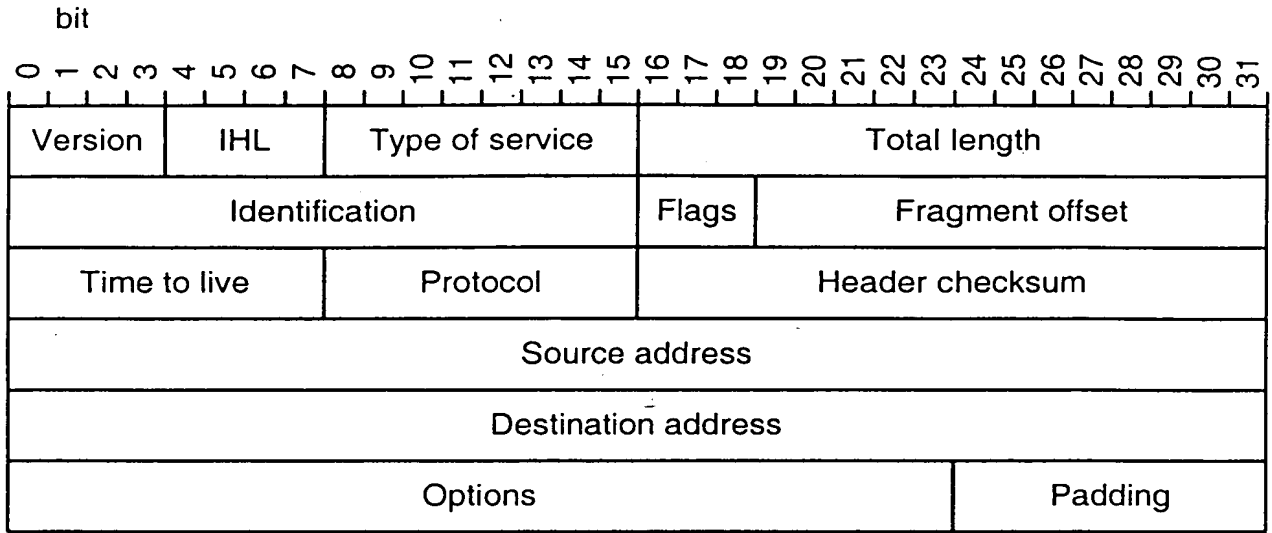 bit
0 1 2 3 4 5 6 7 8 9 10 11 12 13 14 15 16 17 18 19 20 21 22 23 24 25 26 27 28 29 30 31
Version IHL Type of service Total length
Identification Flags Fragment offset
Time to live Protocol Header checksum
Source address
Destination address
Options Padding